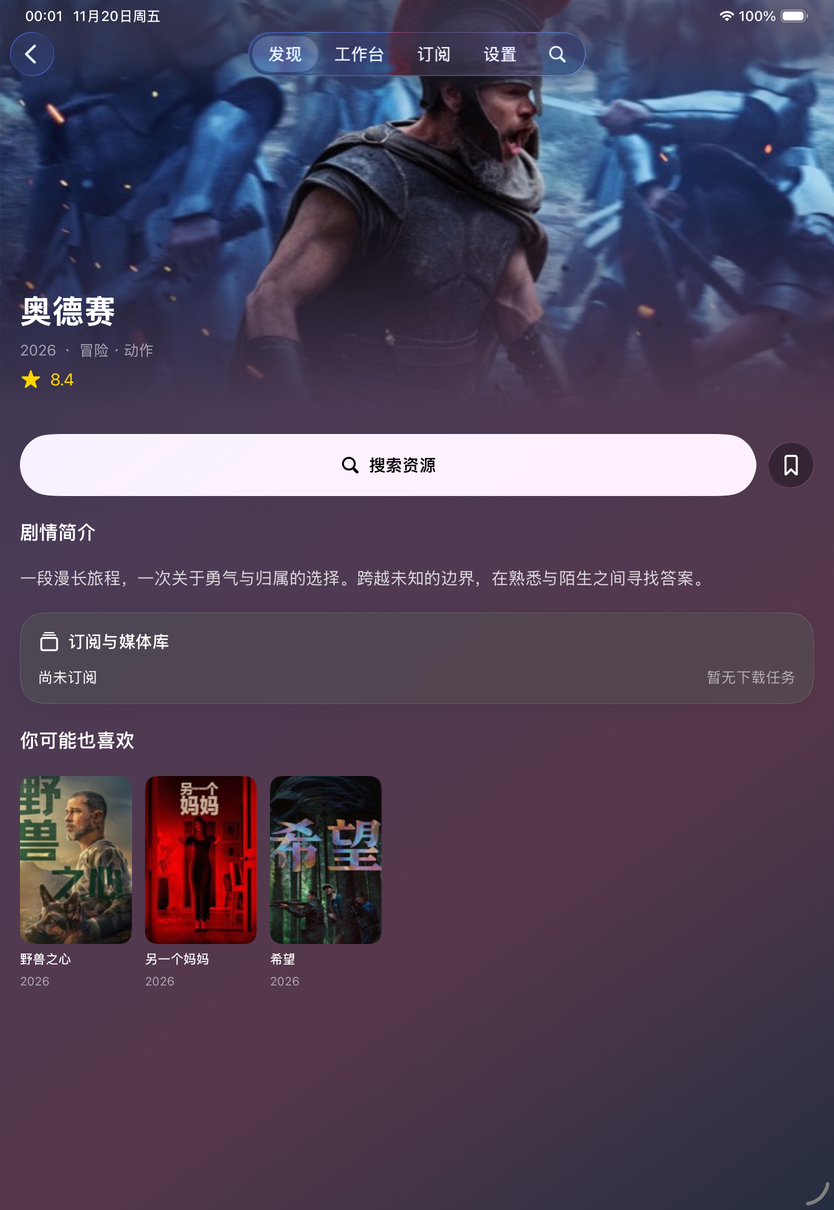 00:01 11月20日周五
100%
发现 工作台 订阅 设置
奥德赛
2026 · 冒险 · 动作
8.4
搜索资源
剧情简介
一段漫长旅程，一次关于勇气与归属的选择。跨越未知的边界，在熟悉与陌生之间寻找答案。
订阅与媒体库
尚未订阅 暂无下载任务
你可能也喜欢
野兽之心
另一个妈妈
希望
野兽之心 另一个妈妈 希望
2026 2026 2026